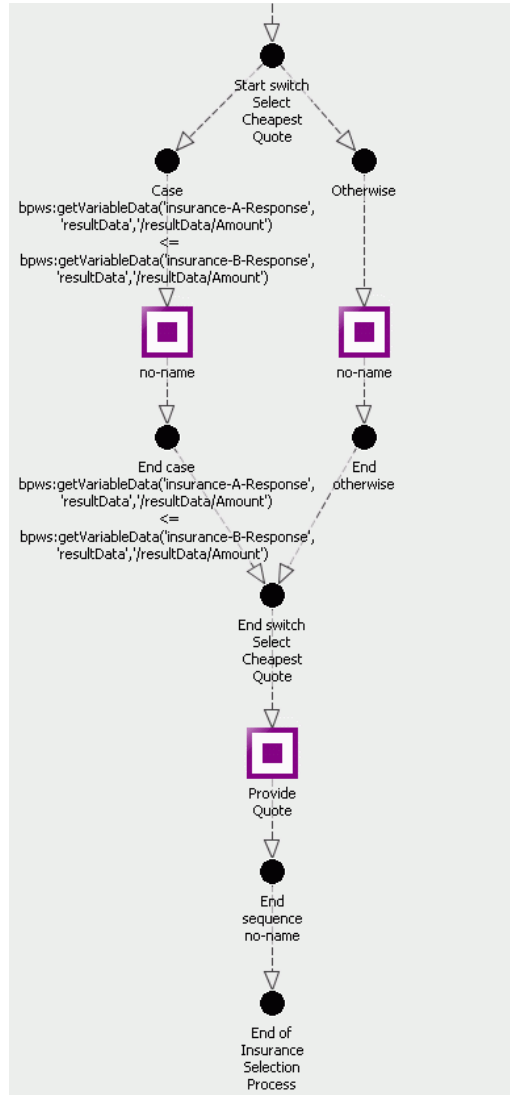 Start switch
Select
Cheapest
Quote
Case
bpws:getVariableData('insurance-A-Response',
'resultData','/resultData/Amount')
<=
bpws:getVariableData('insurance-B-Response',
'resultData','/resultData/Amount')
Otherwise
no-name
no-name
End case
bpws:getVariableData('insurance-A-Response',
'resultData','/resultData/Amount')
<=
bpws:getVariableData('insurance-B-Response',
'resultData','/resultData/Amount')
End
otherwise
End switch
Select
Cheapest
Quote
Provide
Quote
End
sequence
no-name
End of
Insurance
Selection
Process